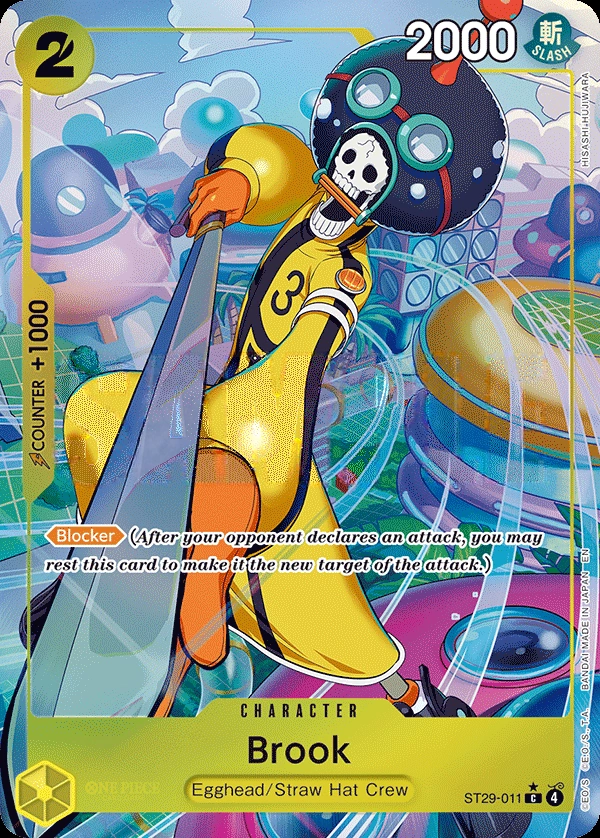 2
2000
斬
SLASH
HISASHI FUJIWARA
COUNTER +1000
3
Blocker (After your opponent declares an attack, you may
rest this card to make it the new target of the attack.)
©E.O/S. ©E.O/S.,T.A. BANDAI MADE IN JAPAN EN
CHARACTER
Brook
ONE PIECE
Egghead/Straw Hat Crew
ST29-011 C 4